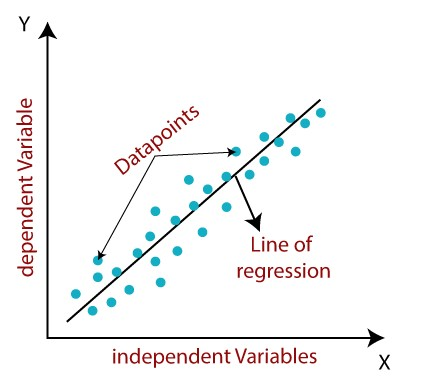 Y
dependent Variable
Datapoints
Line of
regression
independent Variables
X